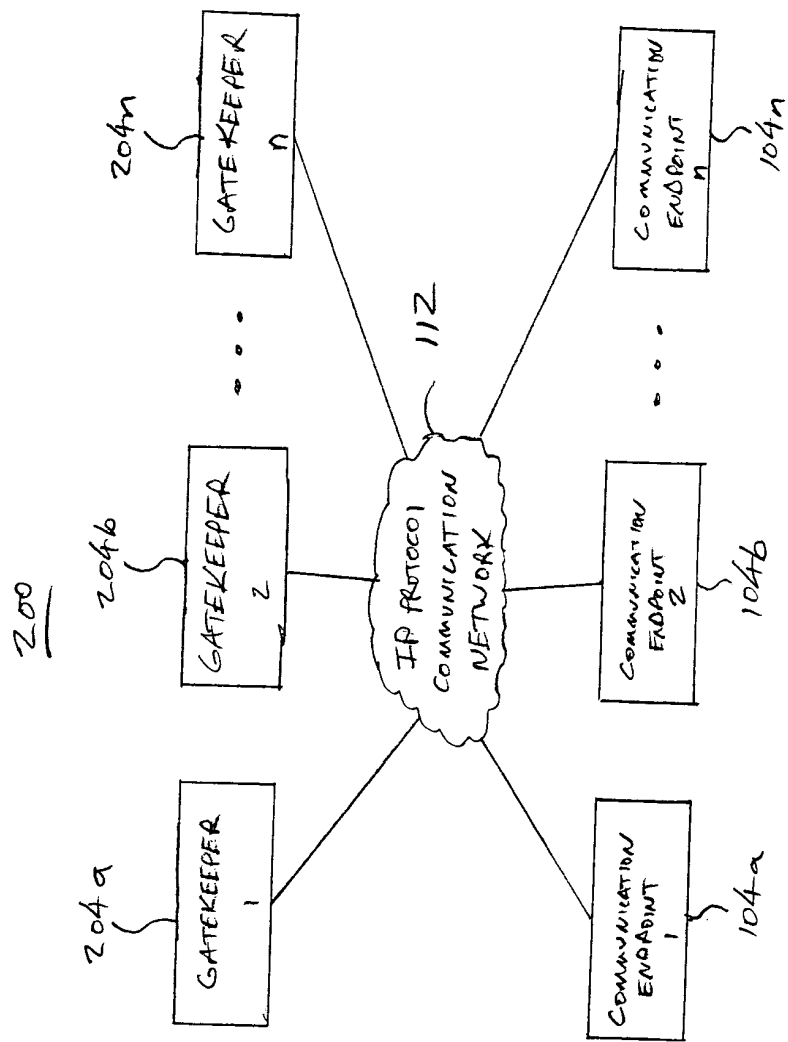 200
204a
204b
204n
GATEKEEPER
1
GATEKEEPER
2
GATEKEEPER
n
IP PROTOCOl
COMMUNICATION
NETWORK
112
COMMUNICATION
ENDPOINT
1
COMMUNICATION
ENDPOINT
2
COMMUNICATION
ENDPOINT
n
104a
104b
104n